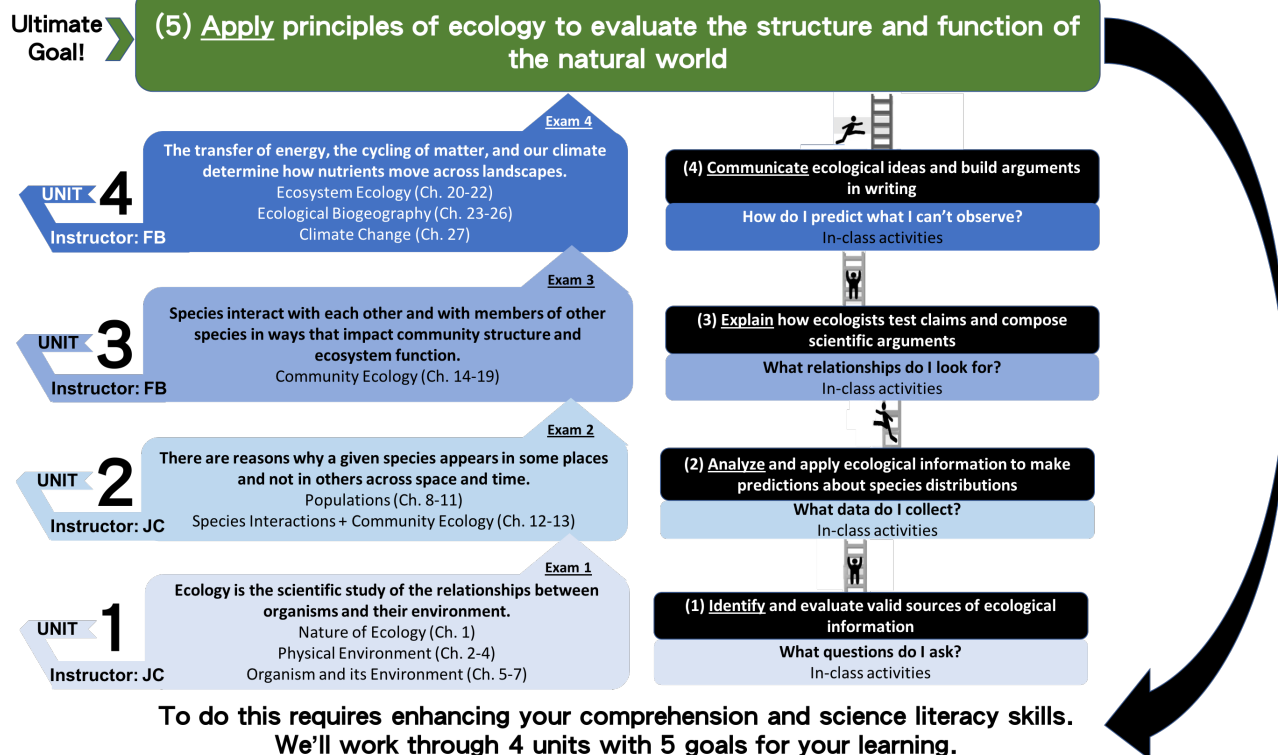 Ultimate
Goal!
(5) Apply principles of ecology to evaluate the structure and function of
the natural world
Exam 4
The transfer of energy, the cycling of matter, and our climate
determine how nutrients move across landscapes.
Ecosystem Ecology (Ch. 20-22)
Ecological Biogeography (Ch. 23-26)
Climate Change (Ch. 27)
UNIT 4
Instructor: FB
(4) Communicate ecological ideas and build arguments
in writing
How do I predict what I can't observe?
In-class activities
Exam 3
Species interact with each other and with members of other
species in ways that impact community structure and
ecosystem function.
Community Ecology (Ch. 14-19)
UNIT 3
Instructor: FB
(3) Explain how ecologists test claims and compose
scientific arguments
What relationships do I look for?
In-class activities
Exam 2
There are reasons why a given species appears in some places
and not in others across space and time.
Populations (Ch. 8-11)
Species Interactions + Community Ecology (Ch. 12-13)
UNIT 2
Instructor: JC
(2) Analyze and apply ecological information to make
predictions about species distributions
What data do I collect?
In-class activities
Exam 1
Ecology is the scientific study of the relationships between
organisms and their environment.
Nature of Ecology (Ch. 1)
Physical Environment (Ch. 2-4)
Organism and its Environment (Ch. 5-7)
UNIT 1
Instructor: JC
(1) Identify and evaluate valid sources of ecological
information
What questions do I ask?
In-class activities
To do this requires enhancing your comprehension and science literacy skills.
We'll work through 4 units with 5 goals for your learning.